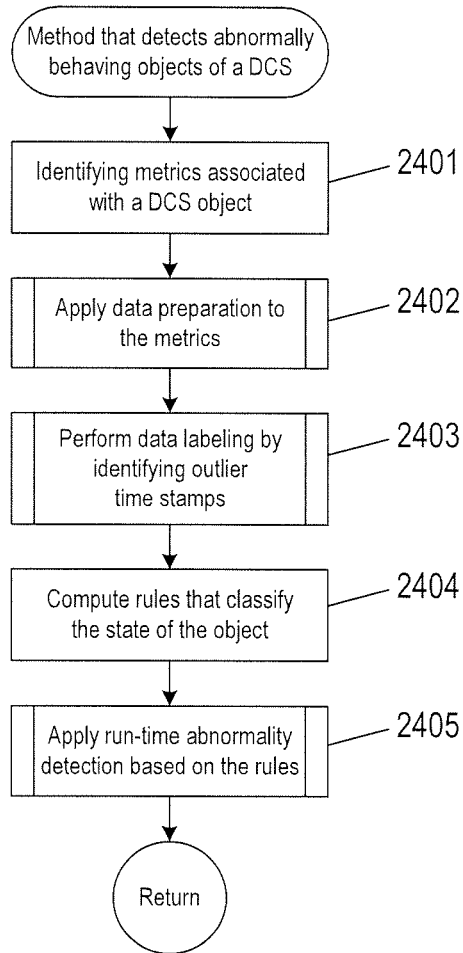 Method that detects abnormally
behaving objects of a DCS
2401
Identifying metrics associated
with a DCS object
2402
Apply data preparation to
the metrics
2403
Perform data labeling by
identifying outlier
time stamps
2404
Compute rules that classify
the state of the object
2405
Apply run-time abnormality
detection based on the rules
Return